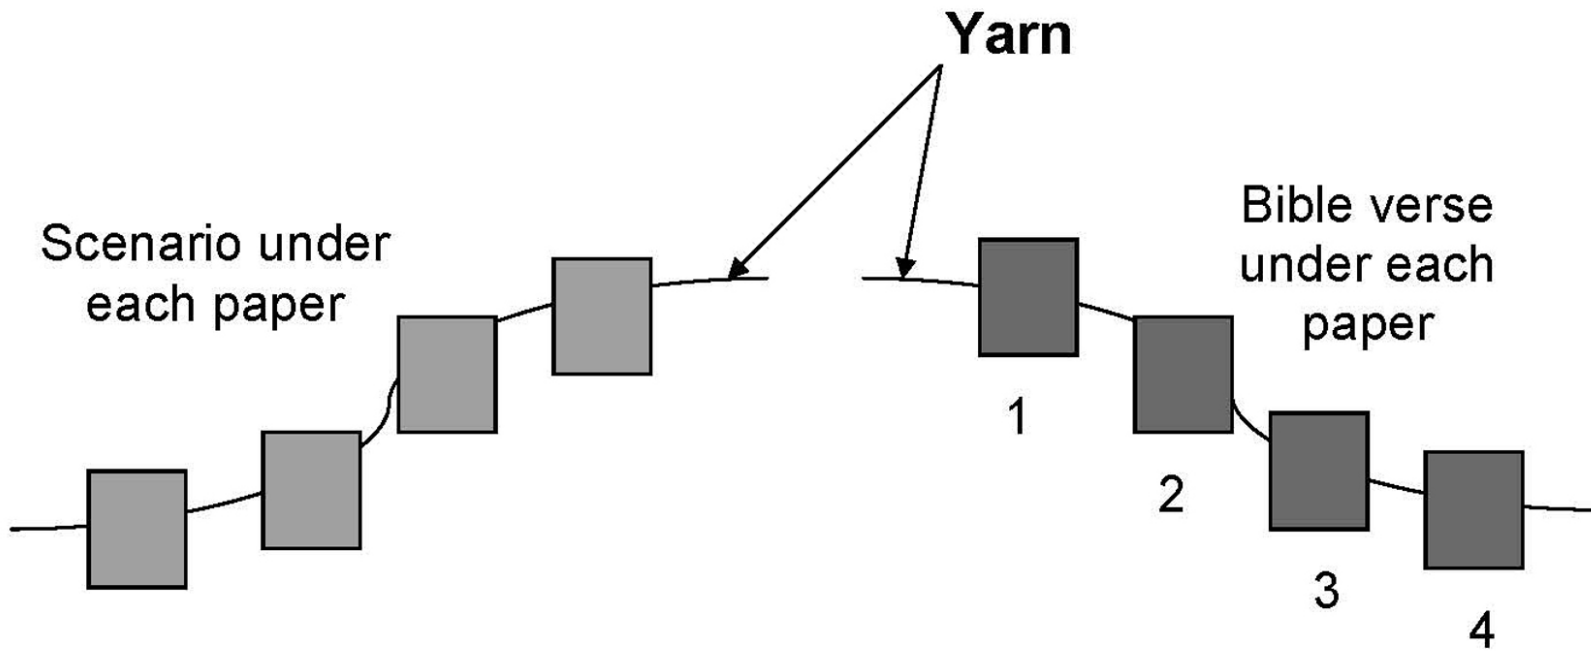 Yarn
Scenario under
each paper
Bible verse
under each
paper
1
2
3
4